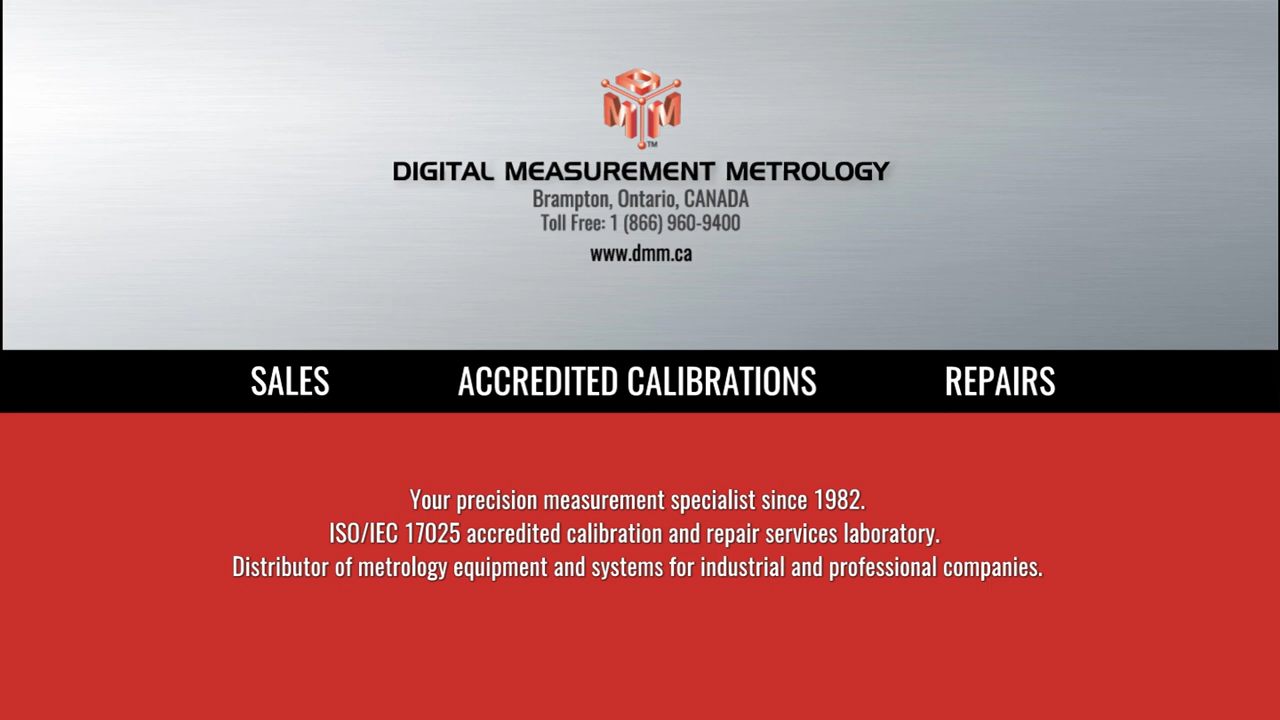 DMM
TM
DIGITAL MEASUREMENT METROLOGY
Brampton, Ontario, CANADA
Toll Free: 1 (866) 960-9400
www.dmm.ca
SALES ACCREDITED CALIBRATIONS REPAIRS
Your precision measurement specialist since 1982.
ISO/IEC 17025 accredited calibration and repair services laboratory.
Distributor of metrology equipment and systems for industrial and professional companies.